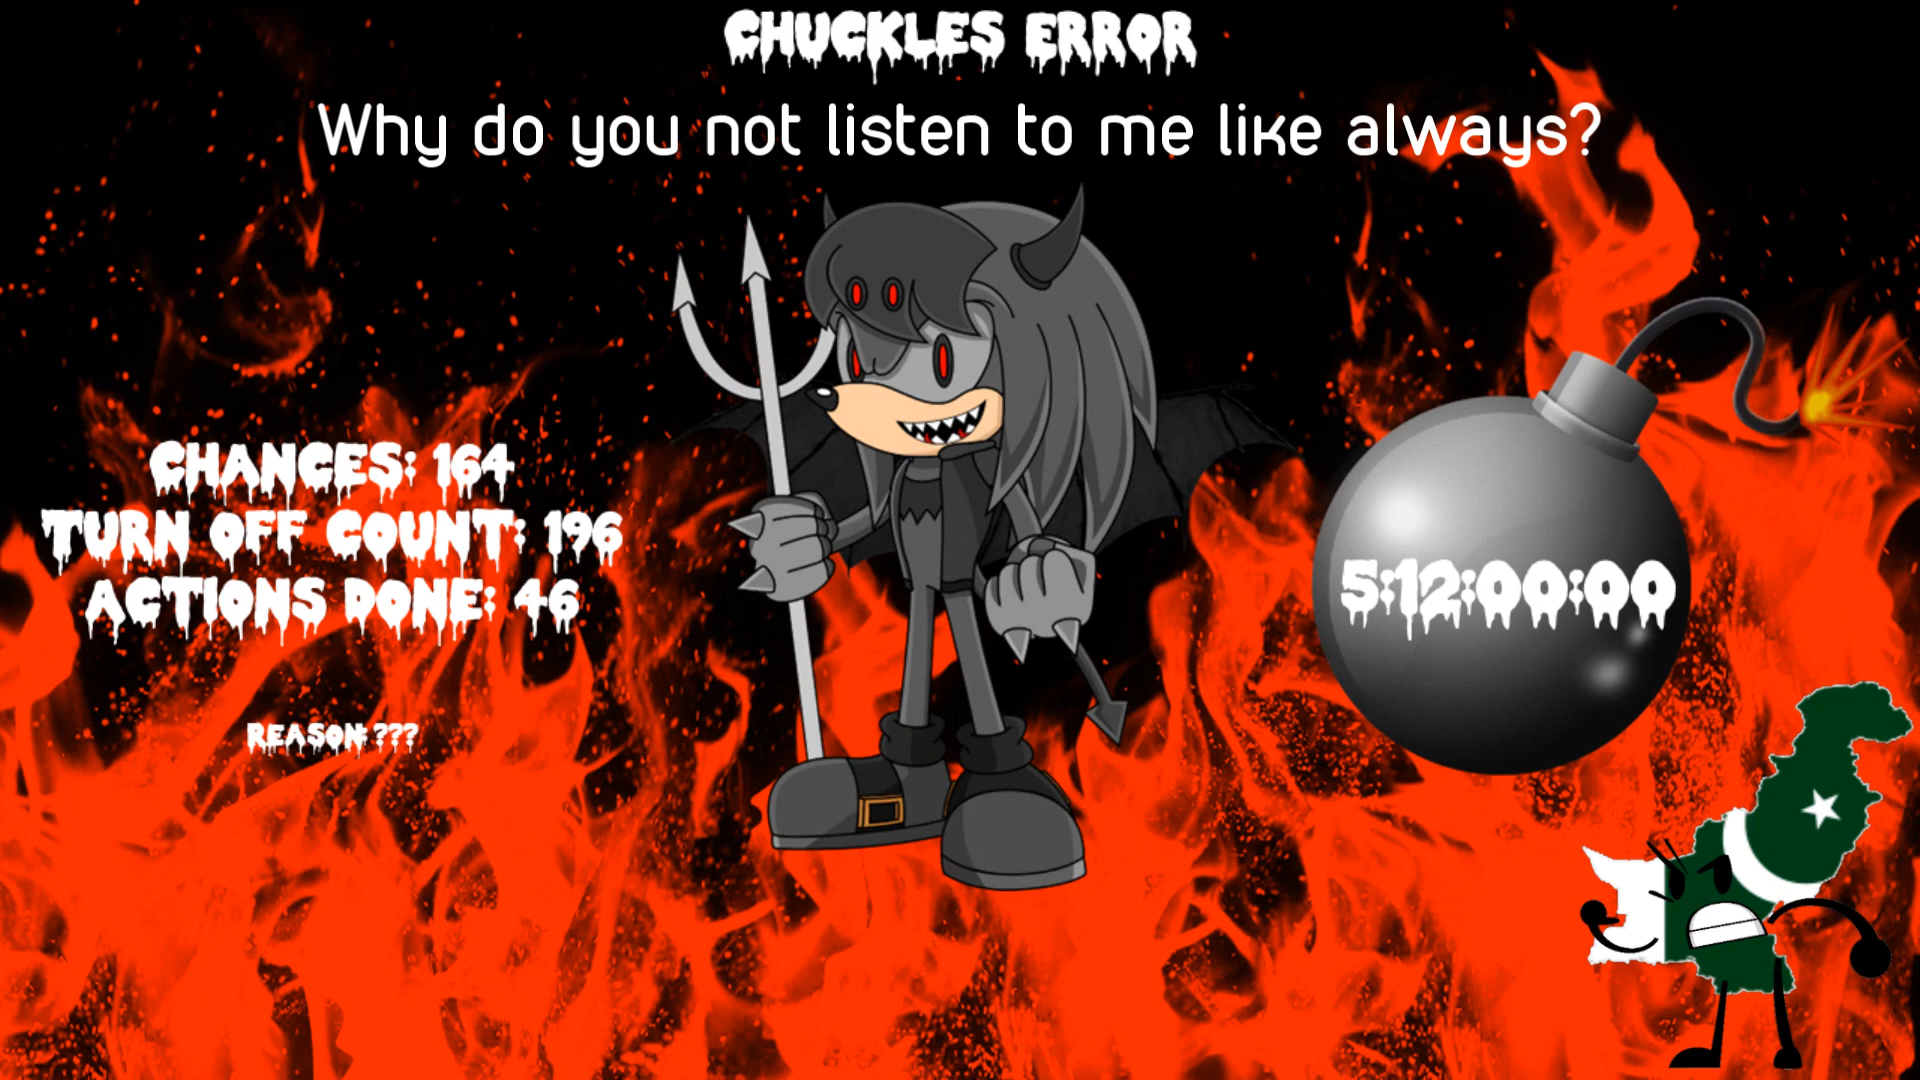 CHUCKLES ERROR
Why do you not listen to me like always?
CHANCES: 164
TURN OFF COUNT: 196
ACTIONS DONE: 46
REASON: ???
5:12:00:00